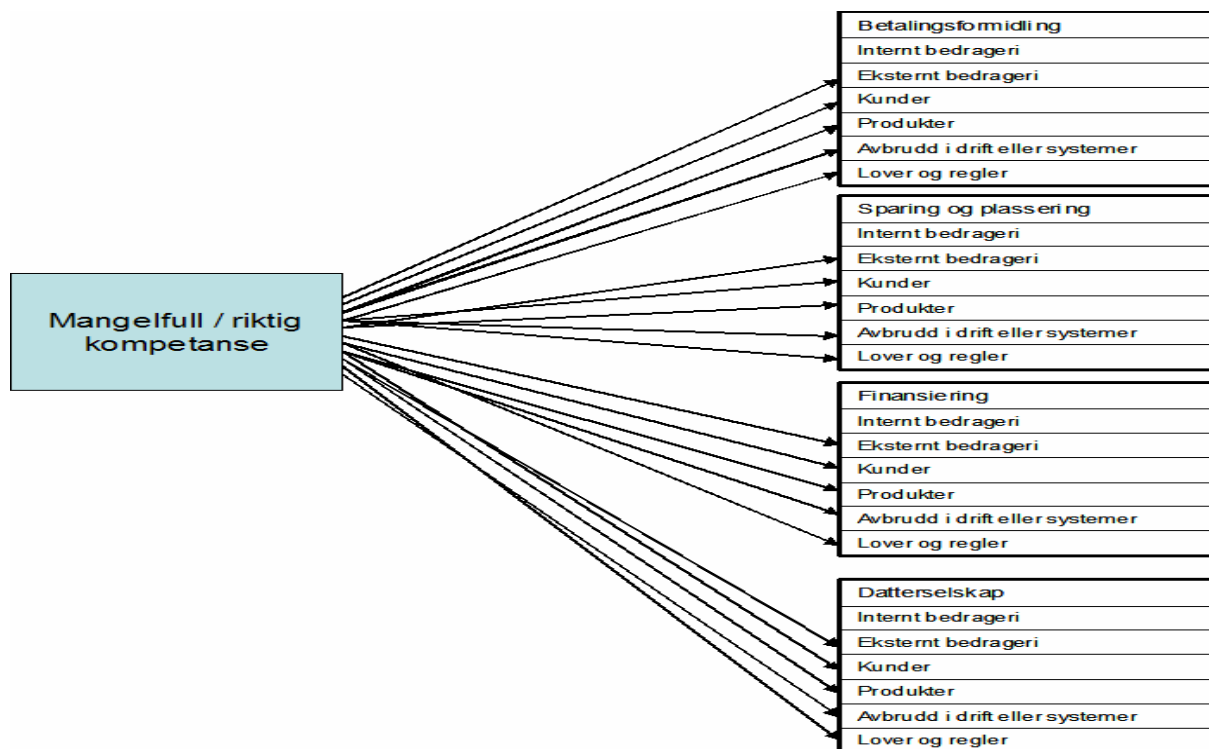 Mangelfull / riktig
kompetanse
Betalingsformidling
Internt bedrageri
Eksternt bedrageri
Kunder
Produkter
Avbrudd i drift eller systemer
Lover og regler
Sparing og plassering
Internt bedrageri
Eksternt bedrageri
Kunder
Produkter
Avbrudd i drift eller systemer
Lover og regler
Finansiering
Internt bedrageri
Eksternt bedrageri
Kunder
Produkter
Avbrudd i drift eller systemer
Lover og regler
Datterselskap
Internt bedrageri
Eksternt bedrageri
Kunder
Produkter
Avbrudd i drift eller systemer
Lover og regler